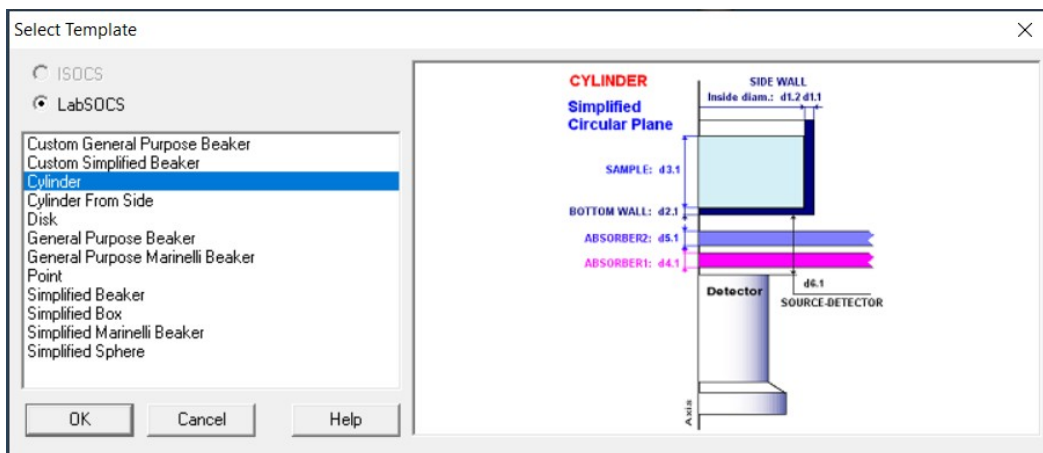 Select Template
ISOCS
LabSOCS
Custom General Purpose Beaker
Custom Simplified Beaker
Cylinder
Cylinder From Side
Disk
General Purpose Beaker
General Purpose Marinelli Beaker
Point
Simplified Beaker
Simplified Box
Simplified Marinelli Beaker
Simplified Sphere
OK
Cancel
Help
CYLINDER
Simplified
Circular Plane
SIDE WALL
Inside diam.: d1.2 d1.1
SAMPLE: d3.1
BOTTOM WALL: d2.1
ABSORBER2: d5.1
ABSORBER1: d4.1
d6.1
Detector
SOURCE-DETECTOR
Axis